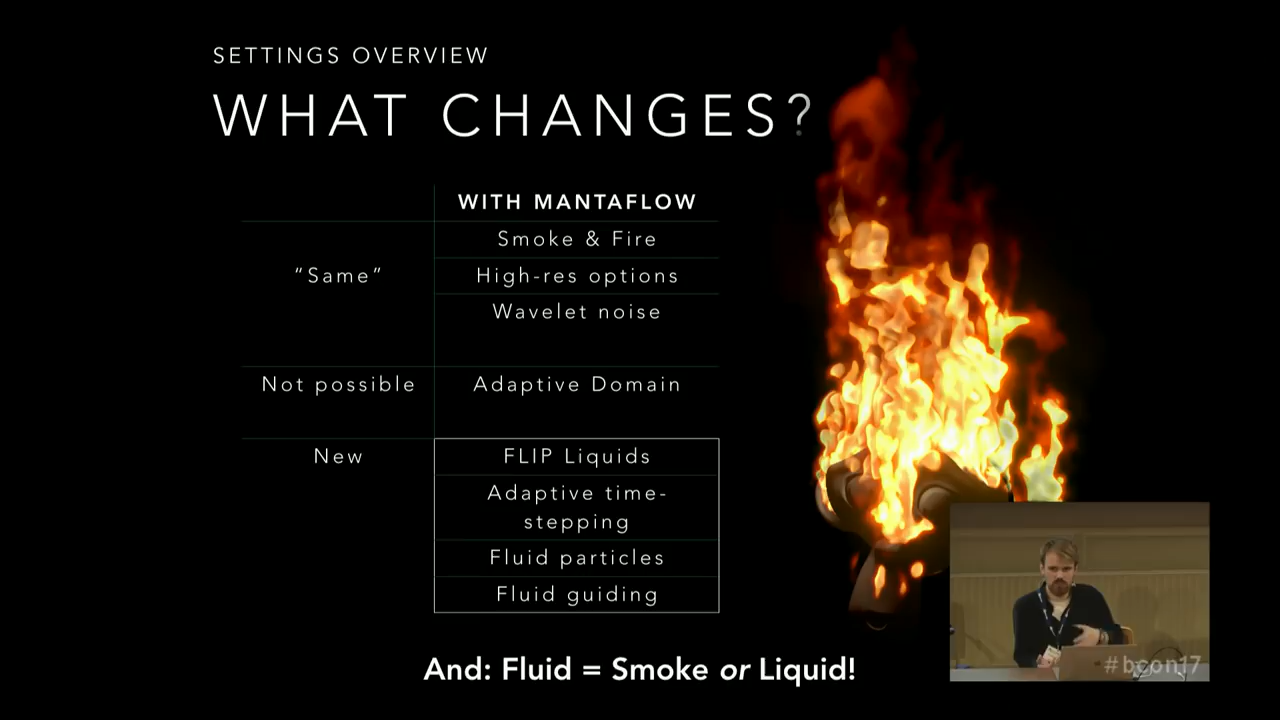 SETTINGS OVERVIEW
WHAT CHANGES?
WITH MANTAFLOW
“Same”
Smoke & Fire
High-res options
Wavelet noise
Not possible
Adaptive Domain
New
FLIP Liquids
Adaptive time-
stepping
Fluid particles
Fluid guiding
And: Fluid = Smoke or Liquid!
#bcon17